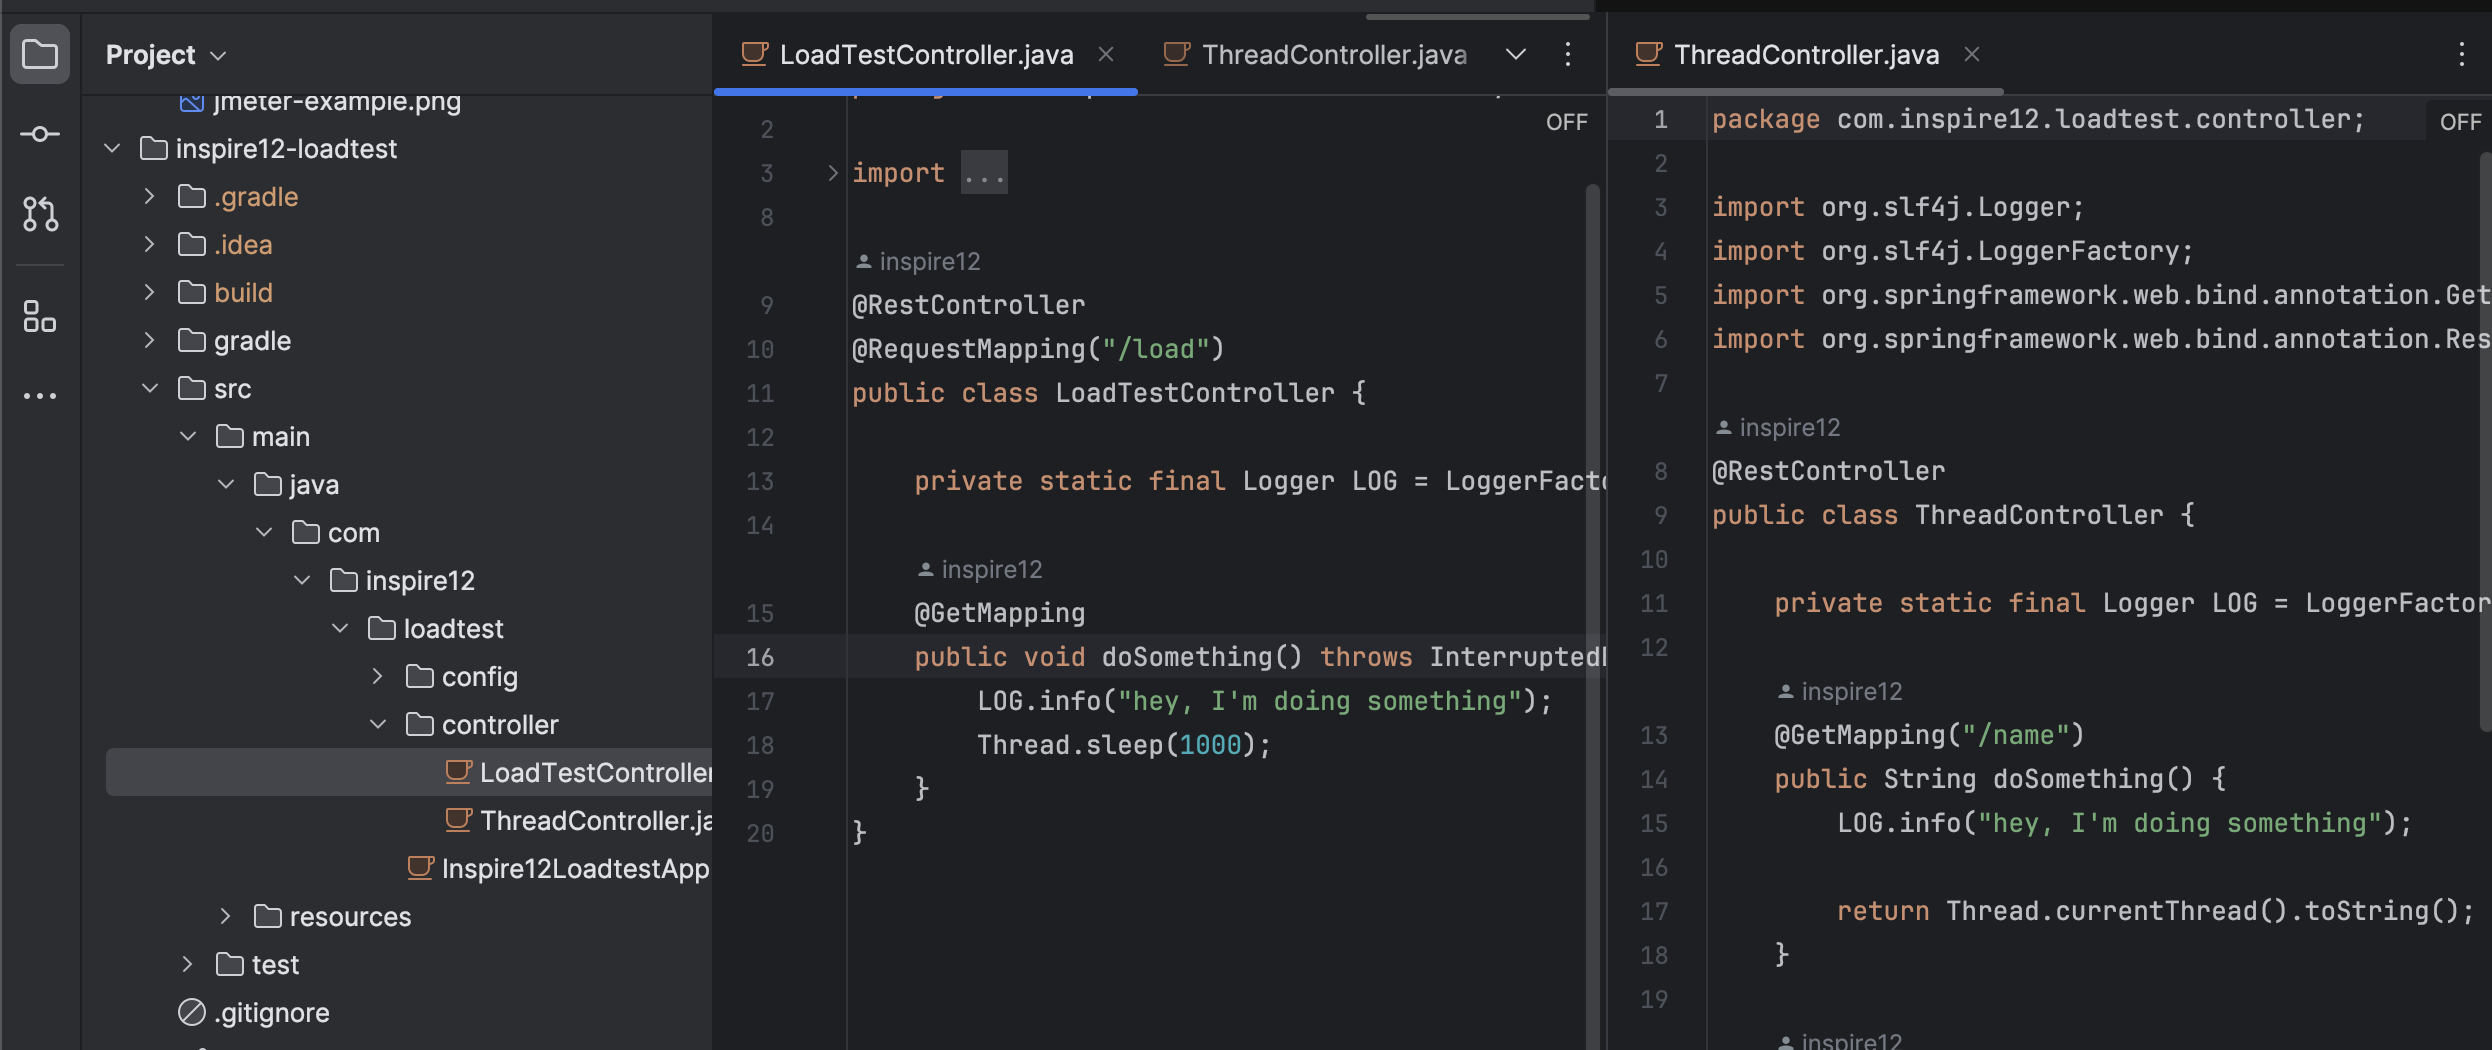 Project
jmeter-example.png
inspire12-loadtest
.gradle
.idea
build
gradle
src
main
java
com
inspire12
loadtest
config
controller
LoadTestController
ThreadController.ja
Inspire12LoadtestApp
resources
test
.gitignore
LoadTestController.java
ThreadController.java
OFF
2
3 import ...
8
inspire12
9 @RestController
10 @RequestMapping("/load")
11 public class LoadTestController {
12
13 private static final Logger LOG = LoggerFacto
14
inspire12
15 @GetMapping
16 public void doSomething() throws Interrupted
17 LOG.info("hey, I'm doing something");
18 Thread.sleep(1000);
19 }
20 }
ThreadController.java
1 package com.inspire12.loadtest.controller;
OFF
2
3 import org.slf4j.Logger;
4 import org.slf4j.LoggerFactory;
5 import org.springframework.web.bind.annotation.Get
6 import org.springframework.web.bind.annotation.Res
7
inspire12
8 @RestController
9 public class ThreadController {
10
11 private static final Logger LOG = LoggerFactor
12
inspire12
13 @GetMapping("/name")
14 public String doSomething() {
15 LOG.info("hey, I'm doing something");
16
17 return Thread.currentThread().toString();
18 }
19
inspire12